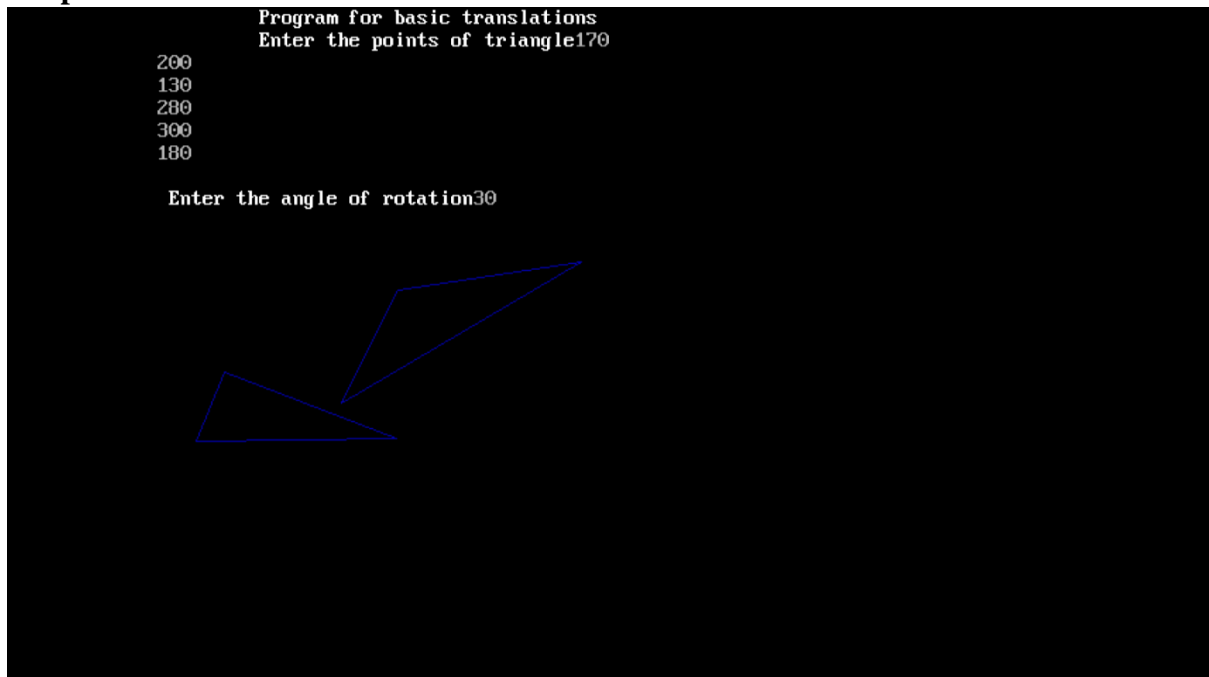 Program for basic translations
Enter the points of triangle170
200
130
280
300
180
Enter the angle of rotation30